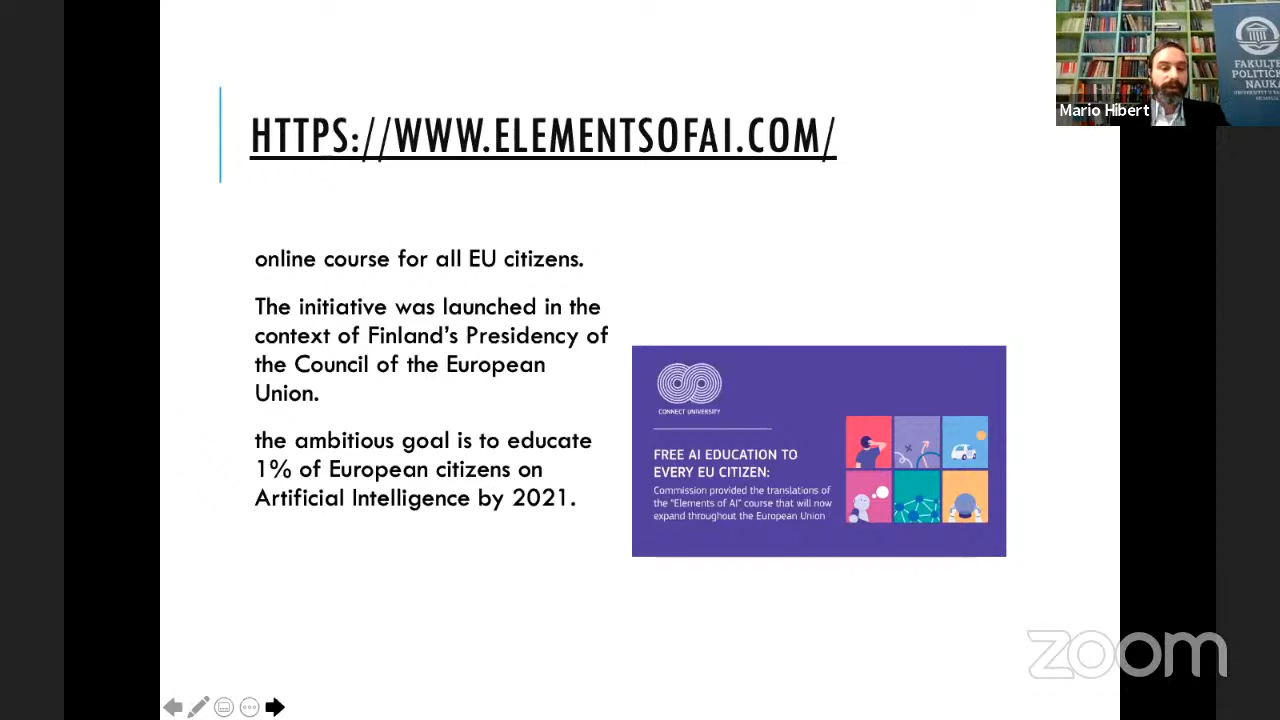 HTTPS://WWW.ELEMENTSOFAI.COM/
online course for all EU citizens.
The initiative was launched in the
context of Finland's Presidency of
the Council of the European
Union.
the ambitious goal is to educate
1% of European citizens on
Artificial Intelligence by 2021.
CONNECT UNIVERSITY
FREE AI EDUCATION TO
EVERY EU CITIZEN:
Commission provided the translations of
the "Elements of AI" course that will now
expand throughout the European Union
FAKULTE
POLITIČK
NAUKA
Mario Hibert
zoom